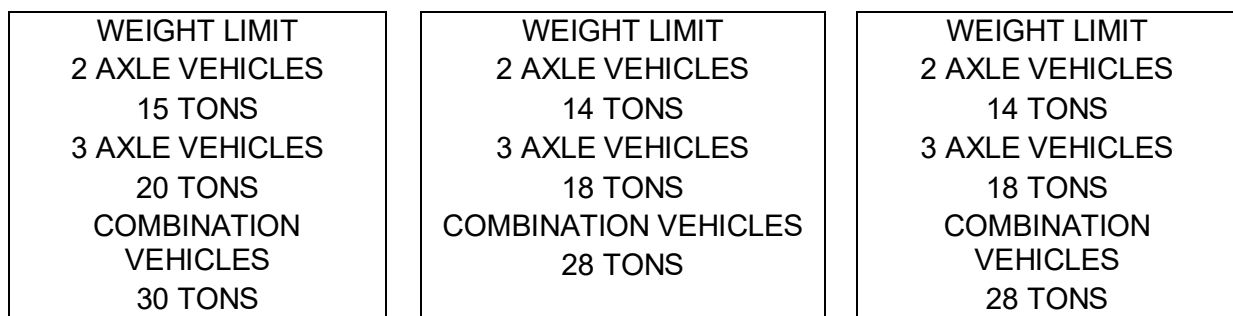 WEIGHT LIMIT
2 AXLE VEHICLES
15 TONS
3 AXLE VEHICLES
20 TONS
COMBINATION
VEHICLES
30 TONS
WEIGHT LIMIT
2 AXLE VEHICLES
14 TONS
3 AXLE VEHICLES
18 TONS
COMBINATION VEHICLES
28 TONS
WEIGHT LIMIT
2 AXLE VEHICLES
14 TONS
3 AXLE VEHICLES
18 TONS
COMBINATION
VEHICLES
28 TONS